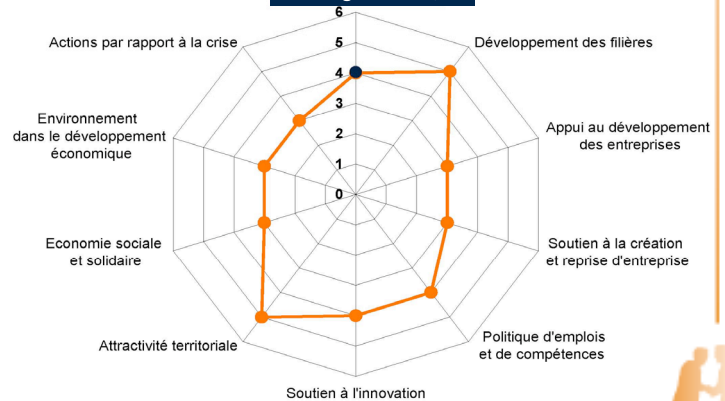 6
5
4
3
2
1
0
Actions par rapport à la crise
Développement des filières
Environnement
dans le développement
économique
Appui au développement
des entreprises
Economie sociale
et solidaire
Soutien à la création
et reprise d'entreprise
Attractivité territoriale
Politique d'emplois
et de compétences
Soutien à l'innovation